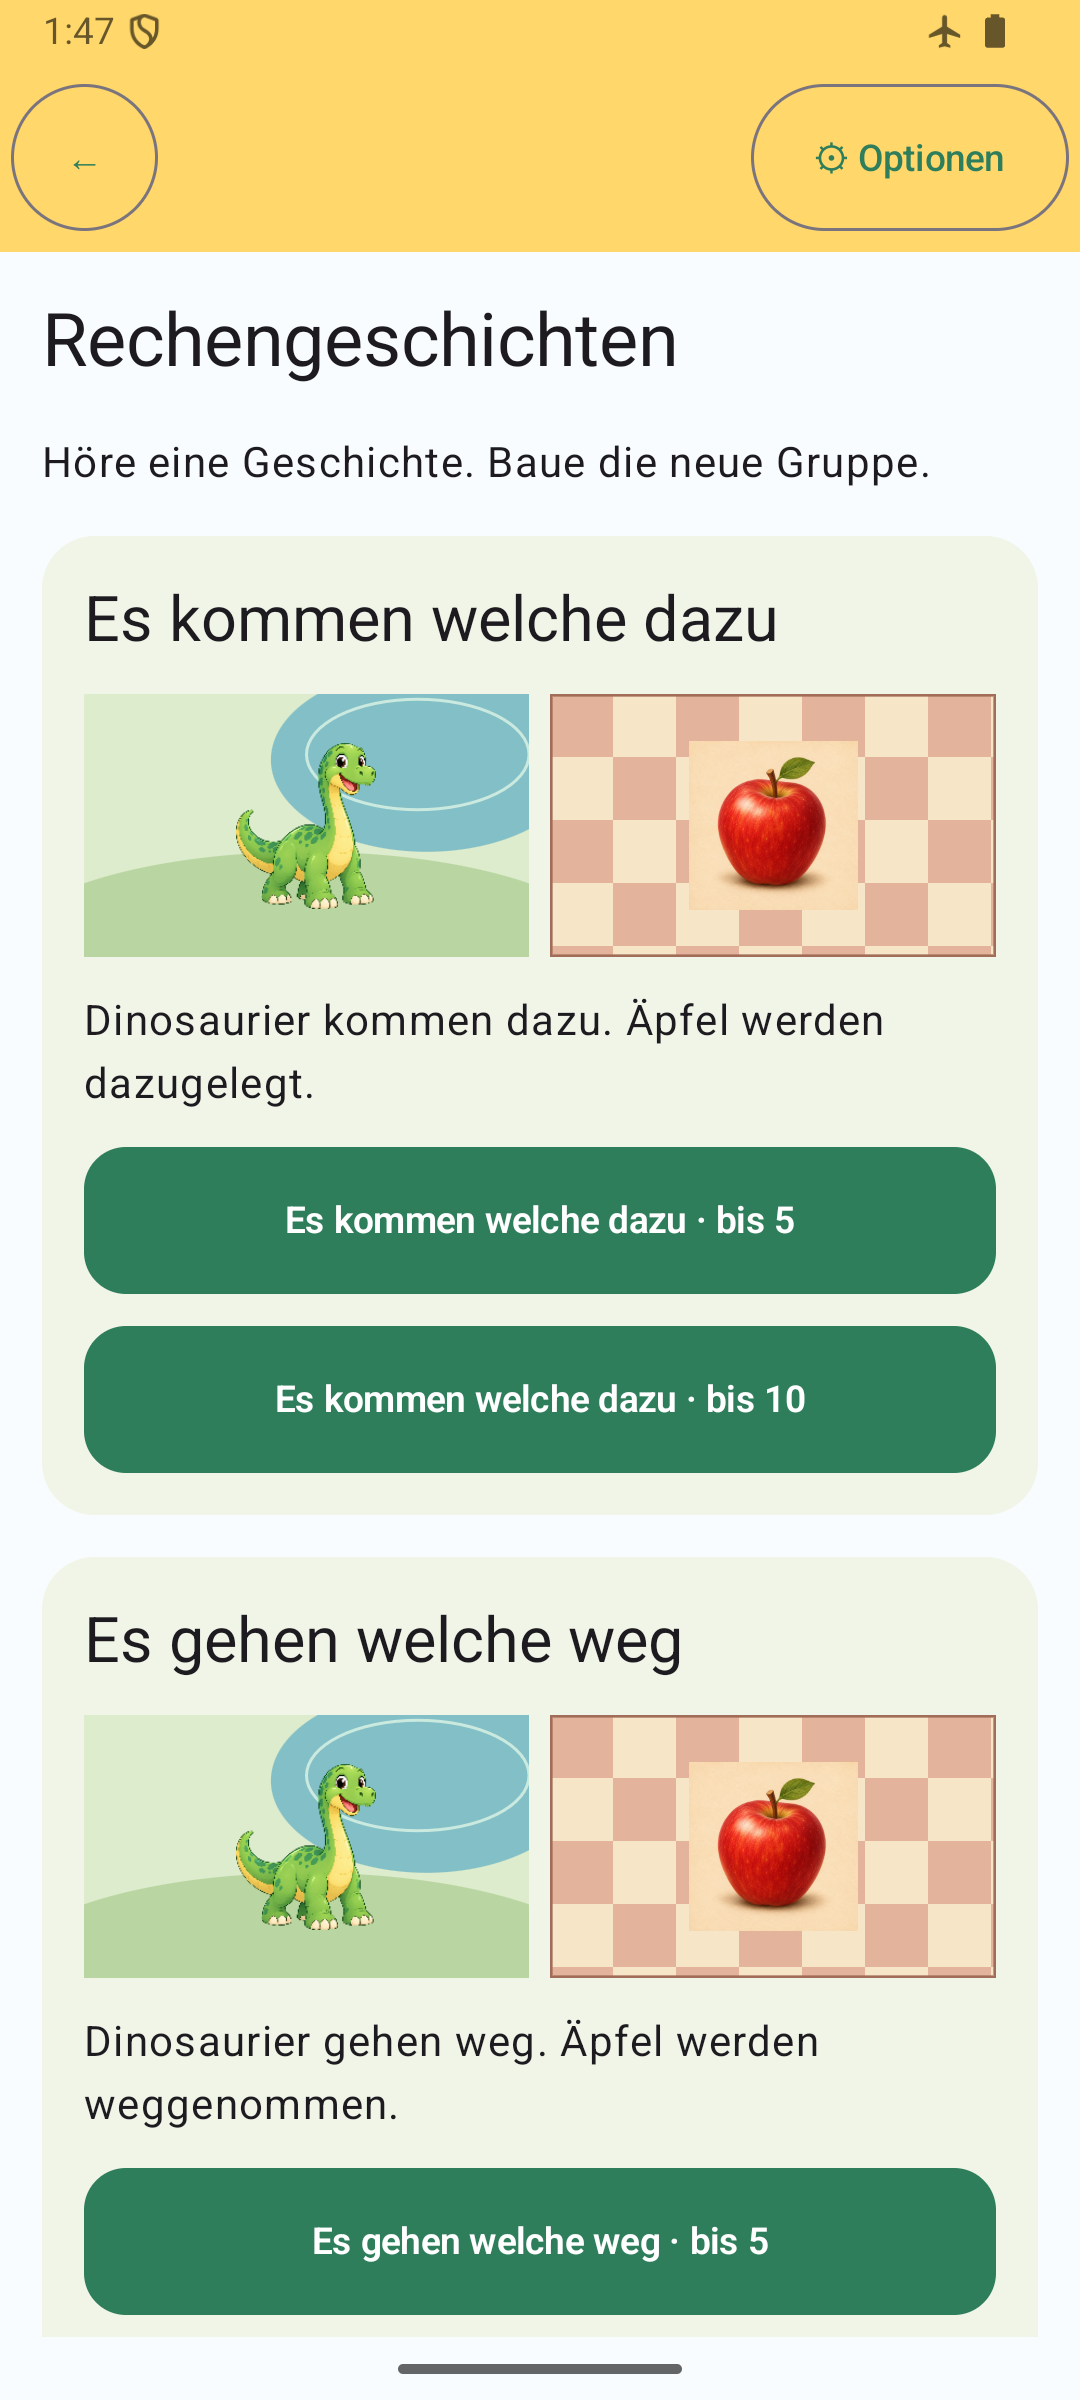 1:47
←
Optionen
Rechengeschichten
Höre eine Geschichte. Baue die neue Gruppe.
Es kommen welche dazu
Dinosaurier kommen dazu. Äpfel werden
dazugelegt.
Es kommen welche dazu · bis 5
Es kommen welche dazu · bis 10
Es gehen welche weg
Dinosaurier gehen weg. Äpfel werden
weggenommen.
Es gehen welche weg · bis 5